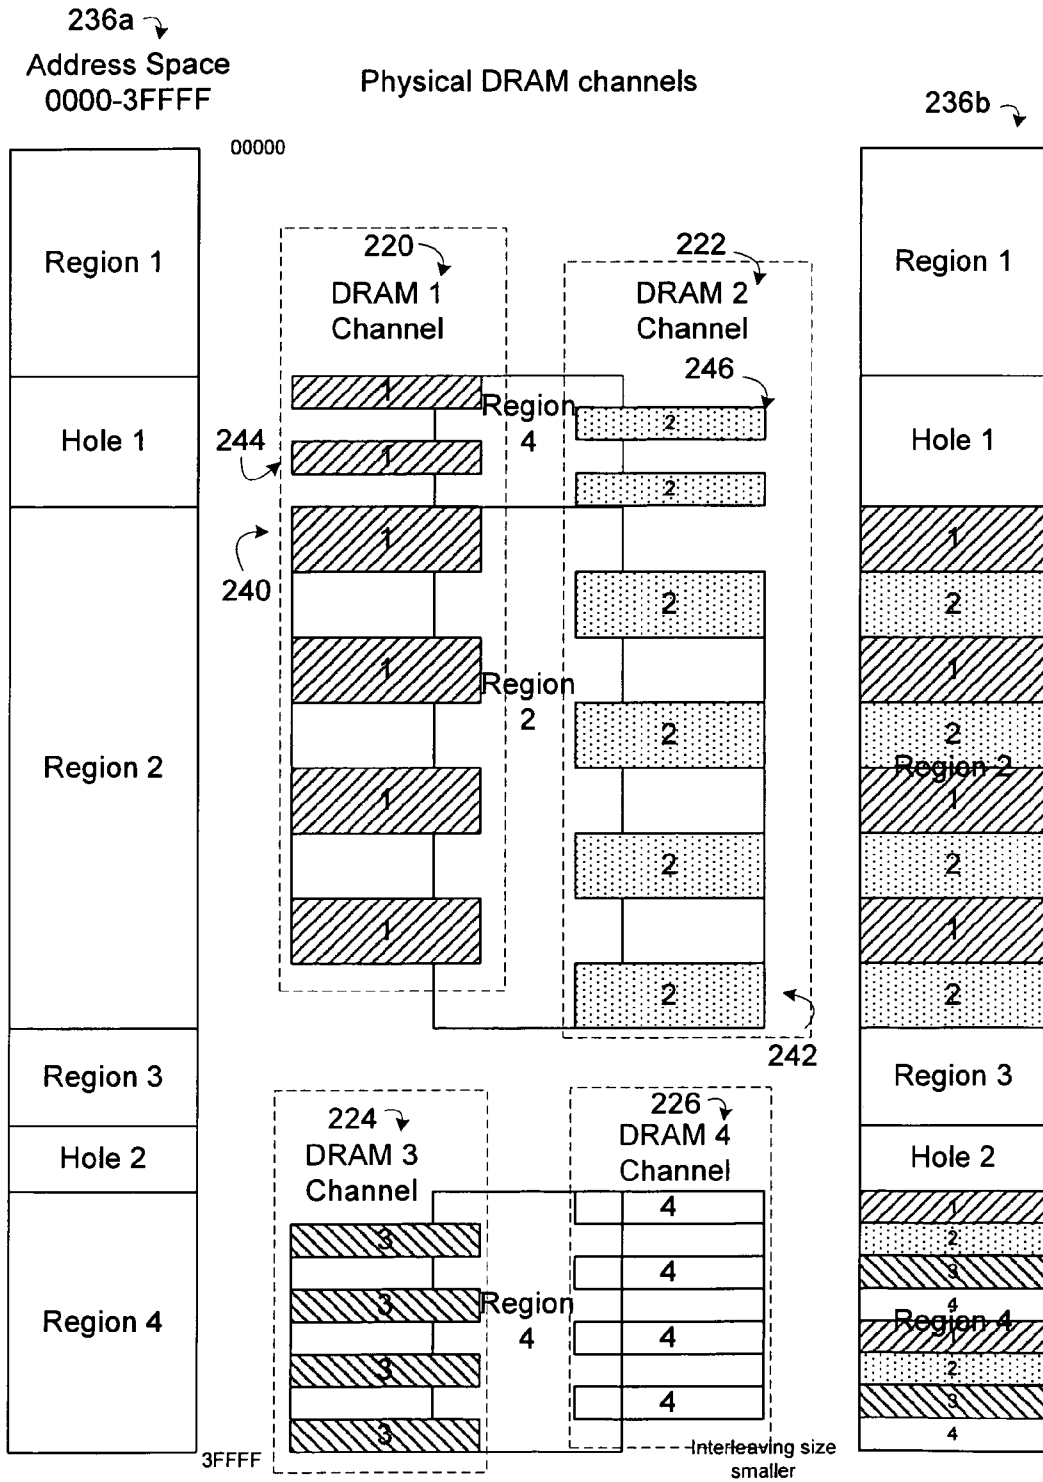 236a
Address Space
0000-3FFFF
Physical DRAM channels
236b
00000
Region 1
Region 1
220
DRAM 1
Channel
222
DRAM 2
Channel
246
1
Region
4
2
Hole 1
Hole 1
244
1
2
240
1
1
2
2
1
1
Region
2
2
2
Region 2
Region 2
1
1
2
2
1
1
2
2
242
Region 3
Region 3
224
DRAM 3
Channel
226
DRAM 4
Channel
Hole 2
Hole 2
4
1
3
2
4
3
3
Region
4
4
Region 4
Region 4
1
4
3
2
4
3
3
4
3FFFF
Interleaving size
smaller